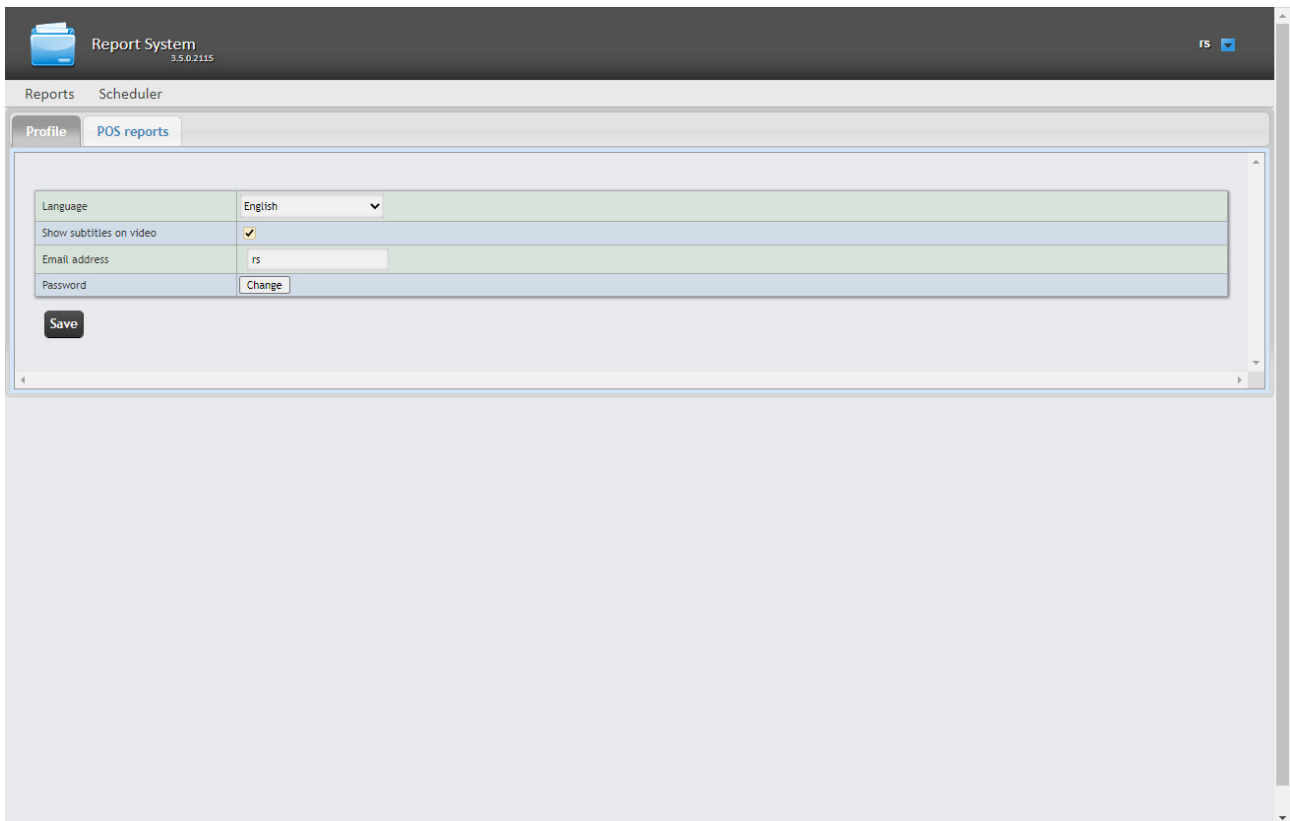 Report System
3.5.0.2115
rs
Reports Scheduler
Profile POS reports
Language English
Show subtitles on video
Email address rs
Password Change
Save